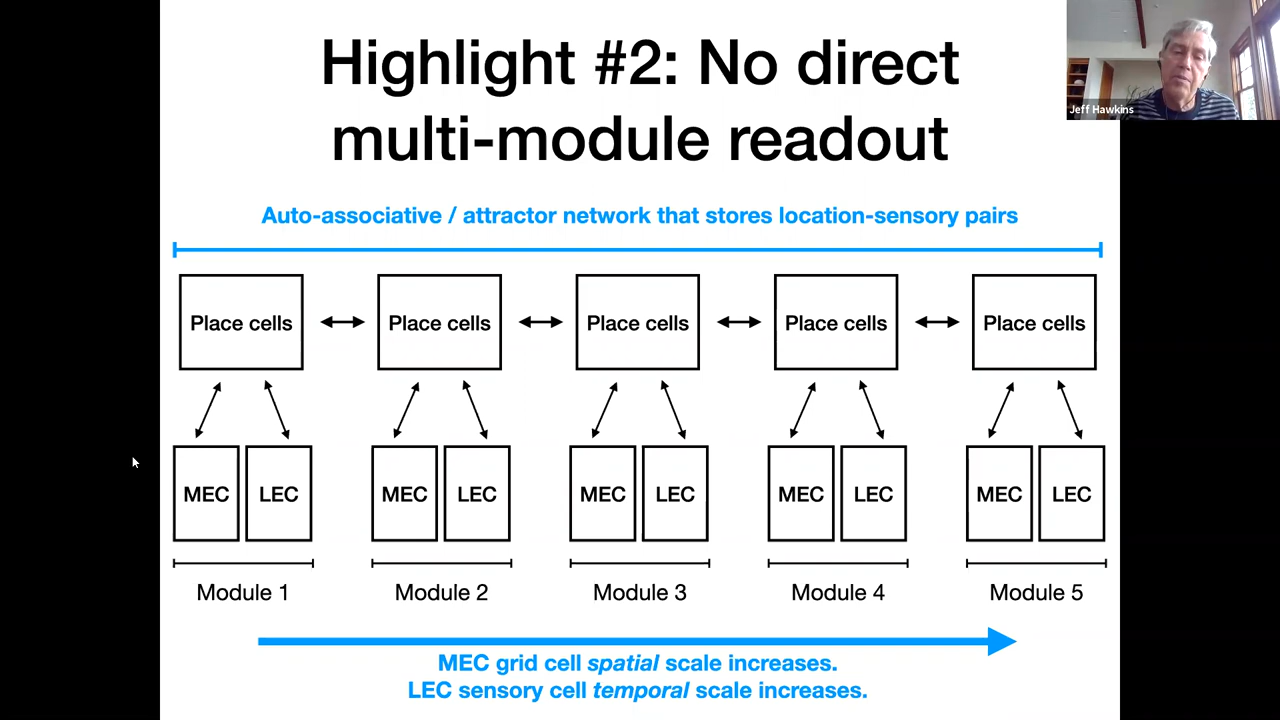 Highlight #2: No direct
multi-module readout
Jeff Hawkins
Auto-associative / attractor network that stores location-sensory pairs
Place cells
Place cells
Place cells
Place cells
Place cells
MEC
LEC
MEC
LEC
MEC
LEC
MEC
LEC
MEC
LEC
Module 1
Module 2
Module 3
Module 4
Module 5
MEC grid cell spatial scale increases.
LEC sensory cell temporal scale increases.